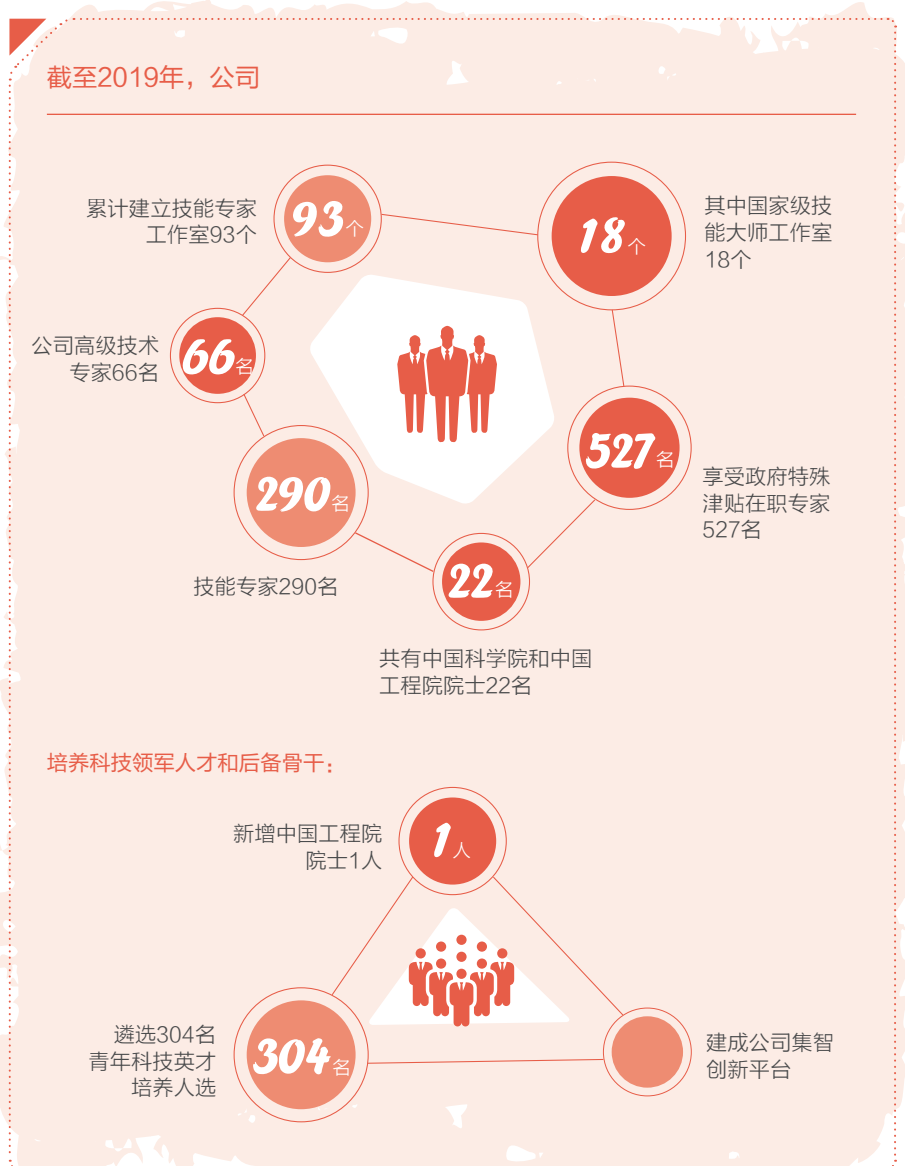 截至2019年，公司
累计建立技能专家
工作室93个
93个
18个
其中国家级技
能大师工作室
18个
公司高级技术
专家66名
66名
527名
享受政府特殊
津贴在职专家
527名
290名
技能专家290名
22名
共有中国科学院和中国
工程院院士22名
培养科技领军人才和后备骨干：
新增中国工程院
院士1人
1人
遴选304名
青年科技英才
培养人选
304名
建成公司集智
创新平台